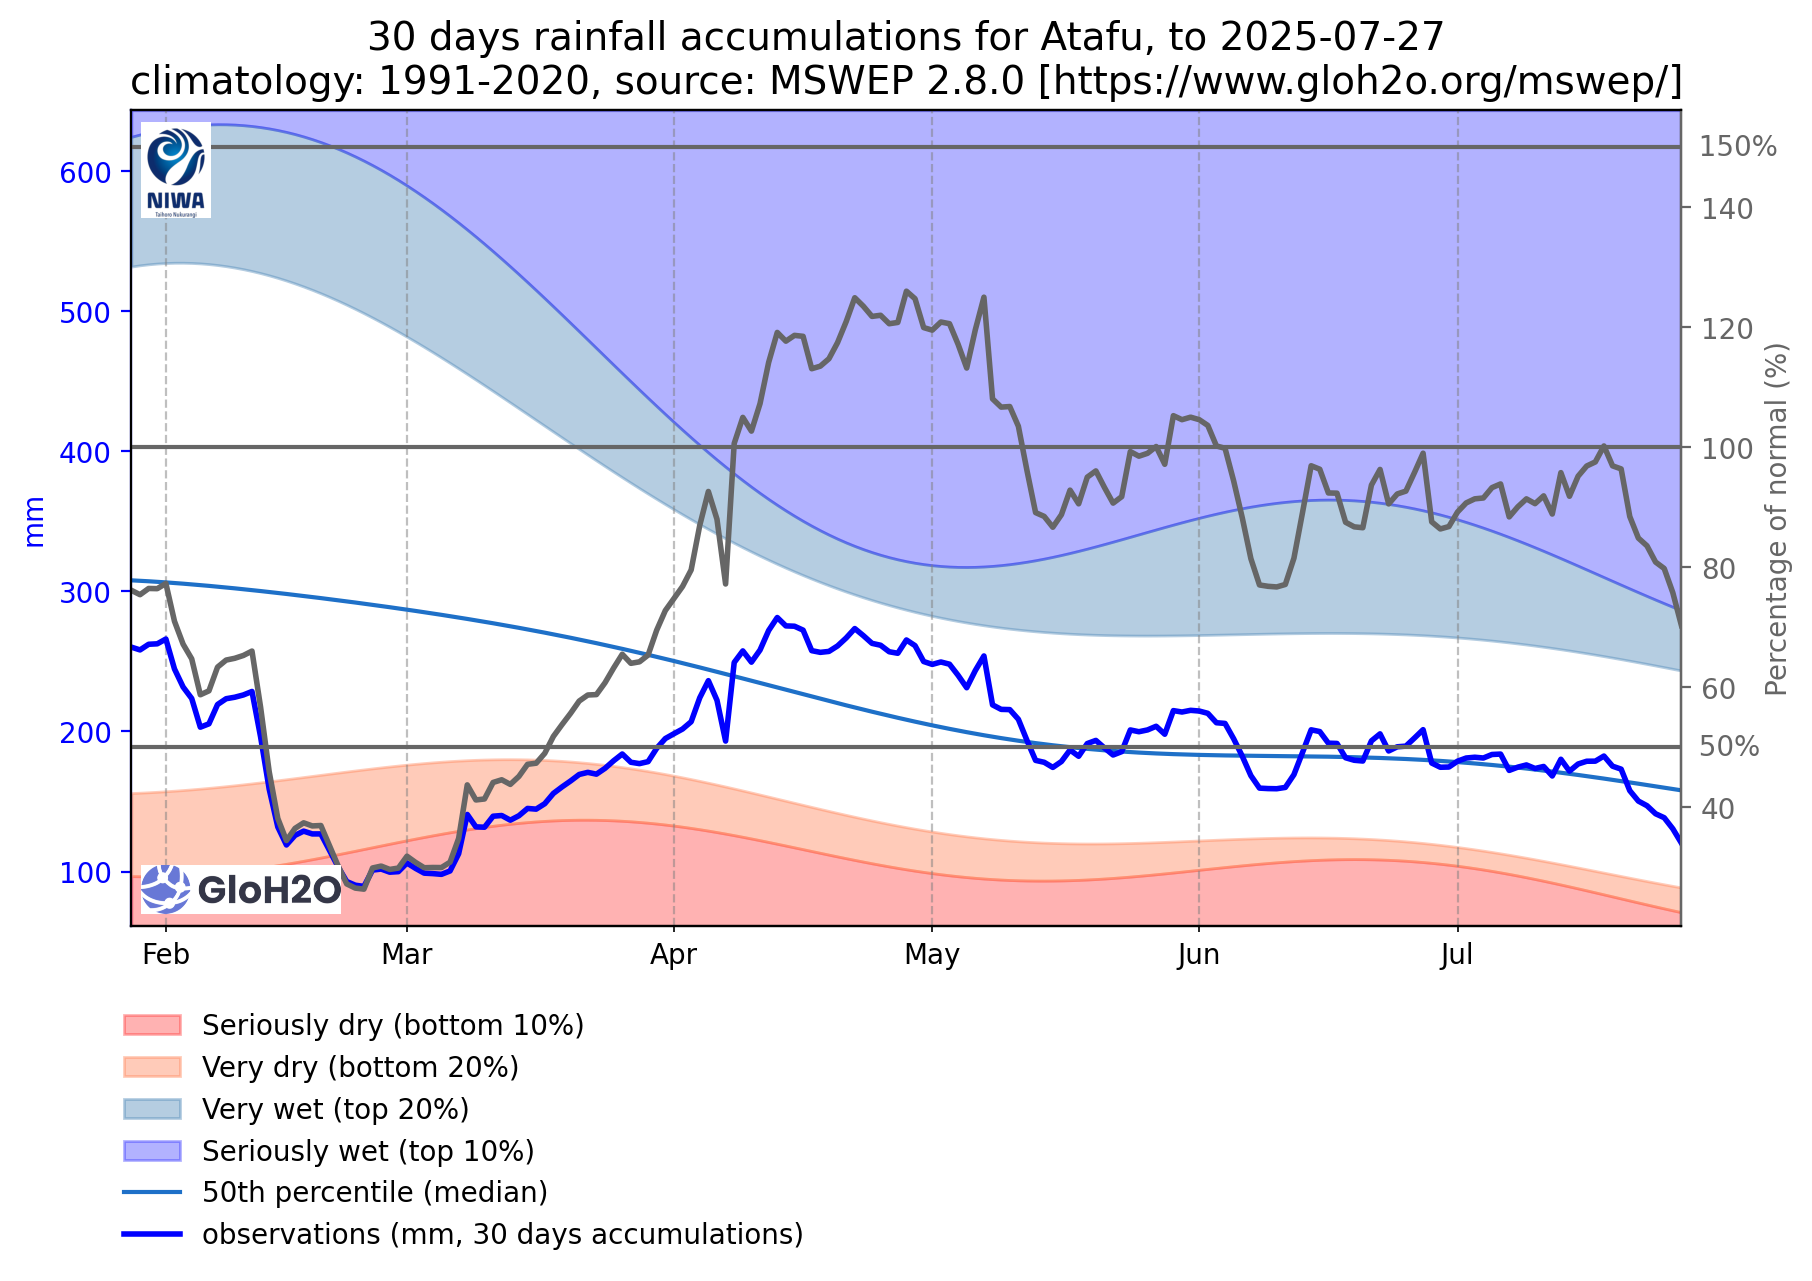 30 days rainfall accumulations for Atafu, to 2025-07-27
climatology: 1991-2020, source: MSWEP 2.8.0 [https://www.gloh2o.org/mswep/]
NIWA
Taihoro Nukurangi
600
500
400
300
200
100
mm
150%
140
120
100
80
60
50%
40
Percentage of normal (%)
GloH2O
Feb
Mar
Apr
May
Jun
Jul
Seriously dry (bottom 10%)
Very dry (bottom 20%)
Very wet (top 20%)
Seriously wet (top 10%)
50th percentile (median)
observations (mm, 30 days accumulations)